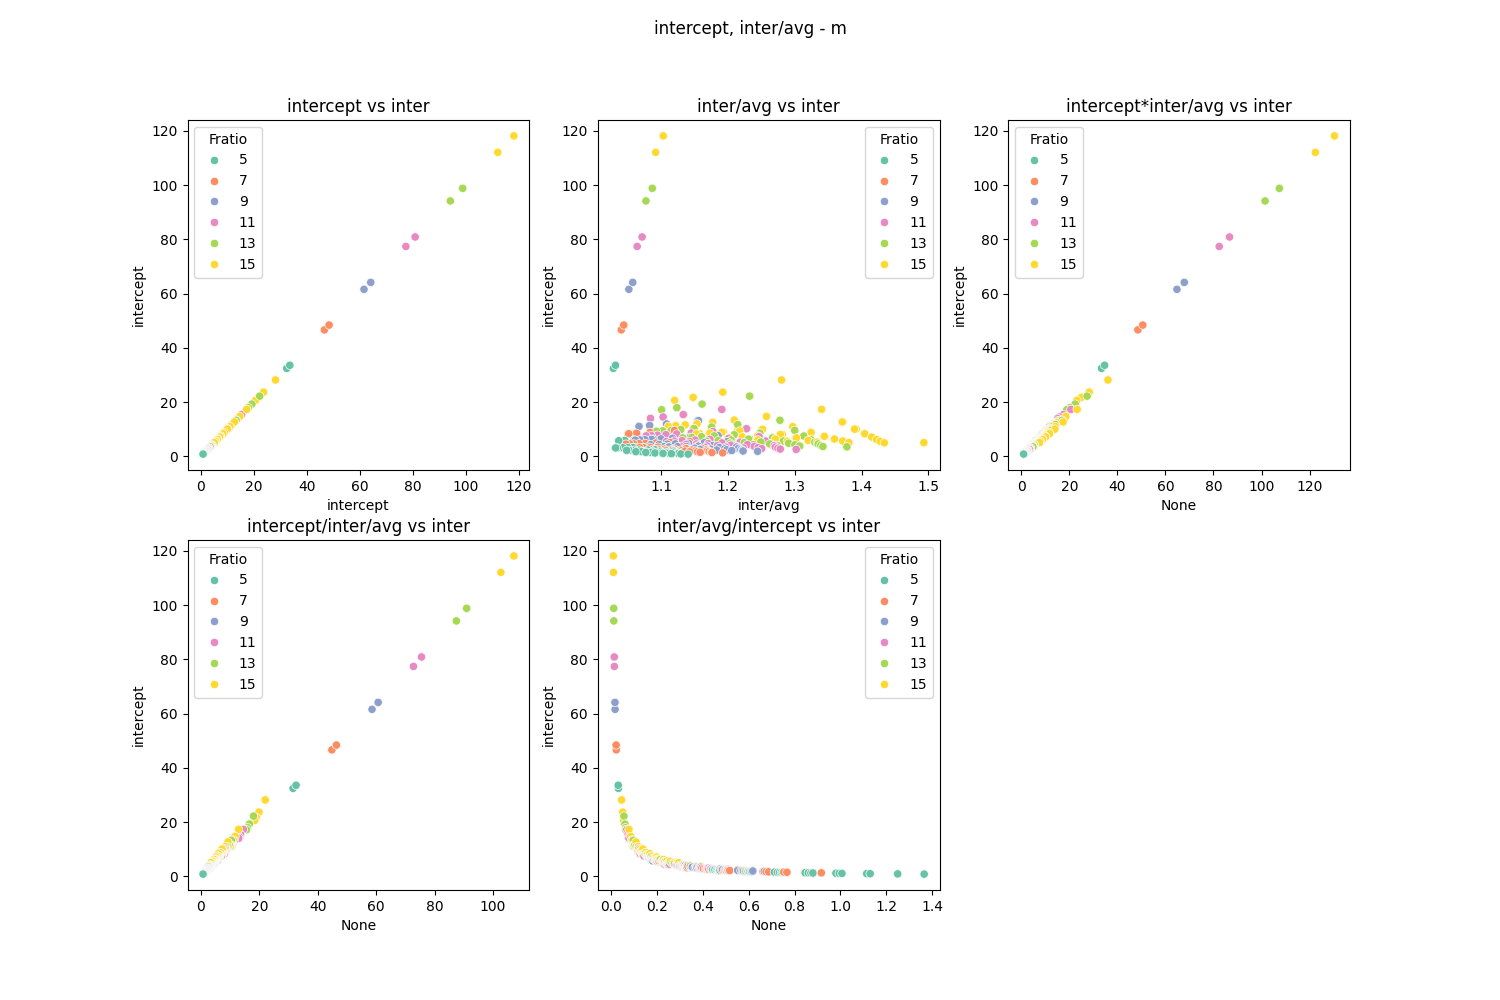 intercept, inter/avg - m
intercept vs inter
120
100
80
60
40
20
0
intercept
Fratio
5
7
9
11
13
15
0 20 40 60 80 100 120
intercept
inter/avg vs inter
120
100
80
60
40
20
0
intercept
Fratio
5
7
9
11
13
15
1.1 1.2 1.3 1.4 1.5
inter/avg
intercept*inter/avg vs inter
120
100
80
60
40
20
0
intercept
Fratio
5
7
9
11
13
15
0 20 40 60 80 100 120
None
intercept/inter/avg vs inter
120
100
80
60
40
20
0
intercept
Fratio
5
7
9
11
13
15
0 20 40 60 80 100
None
inter/avg/intercept vs inter
120
100
80
60
40
20
0
intercept
Fratio
5
7
9
11
13
15
0.0 0.2 0.4 0.6 0.8 1.0 1.2 1.4
None